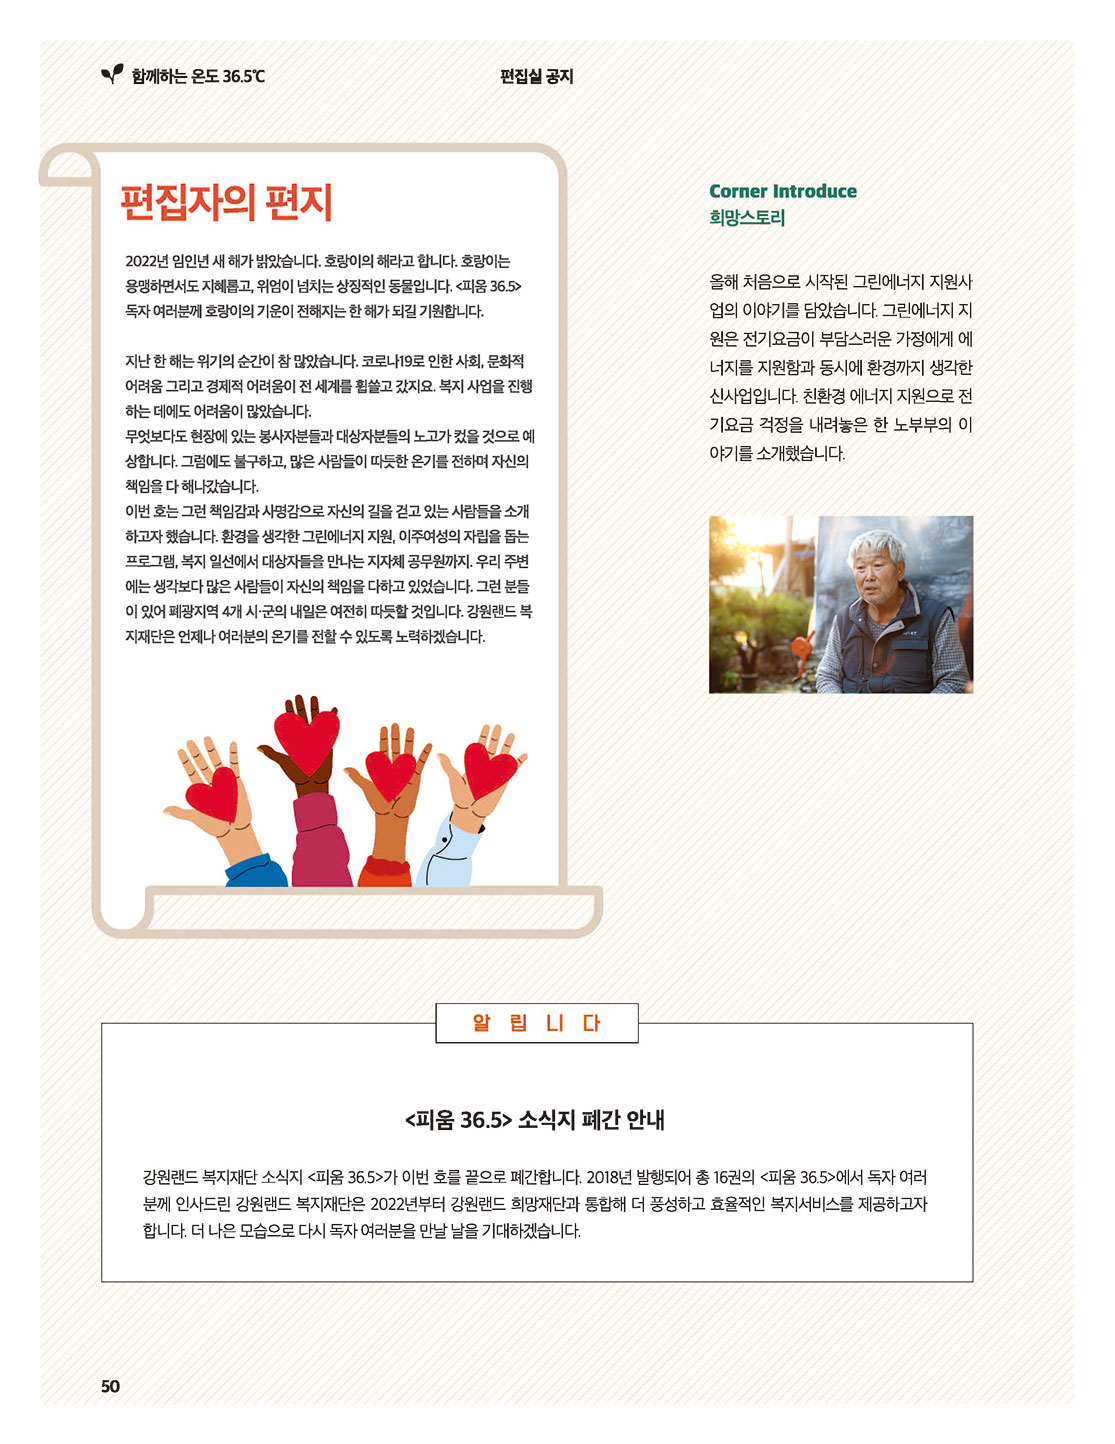 함께하는 온도 36.5℃
편집실 공지
편집자의 편지
2022년 임인년 새 해가 밝았습니다. 호랑이의 해라고 합니다. 호랑이는
용맹하면서도 지혜롭고, 위엄이 넘치는 상징적인 동물입니다. <피움 36.5>
독자 여러분께 호랑이의 기운이 전해지는 한 해가 되길 기원합니다.
지난 한 해는 위기의 순간이 참 많았습니다. 코로나19로 인한 사회, 문화적
어려움 그리고 경제적 어려움이 전 세계를 휩쓸고 갔지요. 복지 사업을 진행
하는 데에도 어려움이 많았습니다.
무엇보다도 현장에 있는 봉사자분들과 대상자분들의 노고가 컸을 것으로 예
상합니다. 그럼에도 불구하고, 많은 사람들이 따듯한 온기를 전하며 자신의
책임을 다 해나갔습니다.
이번 호는 그런 책임감과 사명감으로 자신의 길을 걷고 있는 사람들을 소개
하고자 했습니다. 환경을 생각한 그린에너지 지원, 이주여성의 자립을 돕는
프로그램, 복지 일선에서 대상자들을 만나는 지자체 공무원까지. 우리 주변
에는 생각보다 많은 사람들이 자신의 책임을 다하고 있었습니다. 그런 분들
이 있어 폐광지역 4개 시·군의 내일은 여전히 따듯할 것입니다. 강원랜드 복
지재단은 언제나 여러분의 온기를 전할 수 있도록 노력하겠습니다.
Corner Introduce
희망스토리
올해 처음으로 시작된 그린에너지 지원사
업의 이야기를 담았습니다. 그린에너지 지
원은 전기요금이 부담스러운 가정에게 에
너지를 지원함과 동시에 환경까지 생각한
신사업입니다. 친환경 에너지 지원으로 전
기요금 걱정을 내려놓은 한 노부부의 이
야기를 소개했습니다.
알립니다
<피움 36.5> 소식지 폐간 안내
강원랜드 복지재단 소식지 <피움 36.5>가 이번 호를 끝으로 폐간합니다. 2018년 발행되어 총 16권의 <피움 36.5>에서 독자 여러
분께 인사드린 강원랜드 복지재단은 2022년부터 강원랜드 희망재단과 통합해 더 풍성하고 효율적인 복지서비스를 제공하고자
합니다. 더 나은 모습으로 다시 독자 여러분을 만날 날을 기대하겠습니다.
50